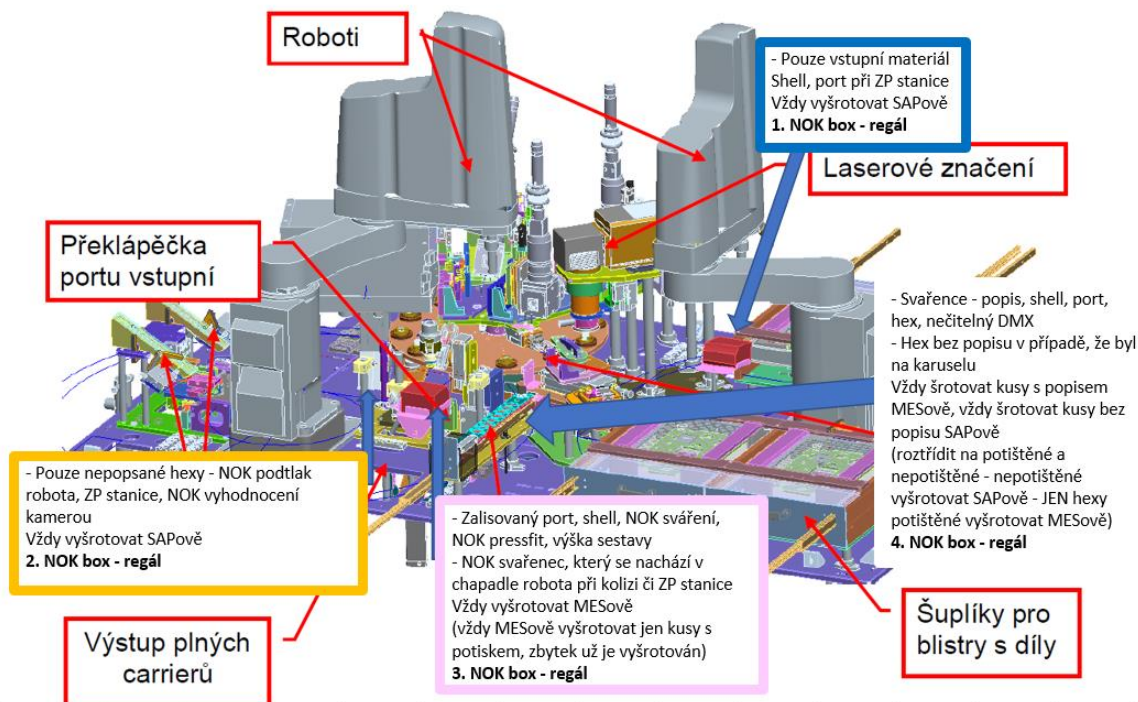 Roboti
- Pouze vstupní materiál
Shell, port při ZP stanice
Vždy vyšrotovat SAPově
1. NOK box - regál
Laserové značení
Překlápěčka
portu vstupní
- Svařence - popis, shell, port,
hex, nečitelný DMX
- Hex bez popisu v případě, že byl
na karuselu
Vždy šrotovat kusy s popisem
MESově, vždy šrotovat kusy bez
popisu SAPově
(roztřídit na potištěné a
nepotištěné - nepotištěné
vyšrotovat SAPově - JEN hexy
potištěné vyšrotovat MESově)
4. NOK box - regál
- Pouze nepopsané hexy - NOK podtlak
robota, ZP stanice, NOK vyhodnocení
kamerou
Vždy vyšrotovat SAPově
2. NOK box - regál
- Zalisovaný port, shell, NOK sváření,
NOK pressfit, výška sestavy
- NOK svařenec, který se nachází v
chapadle robota při kolizi či ZP stanice
Vždy vyšrotovat MESově
(vždy MESově vyšrotovat jen kusy s
potiskem, zbytek už je vyšrotován)
3. NOK box - regál
Výstup plných
carrierů
Šuplíky pro
blistry s díly